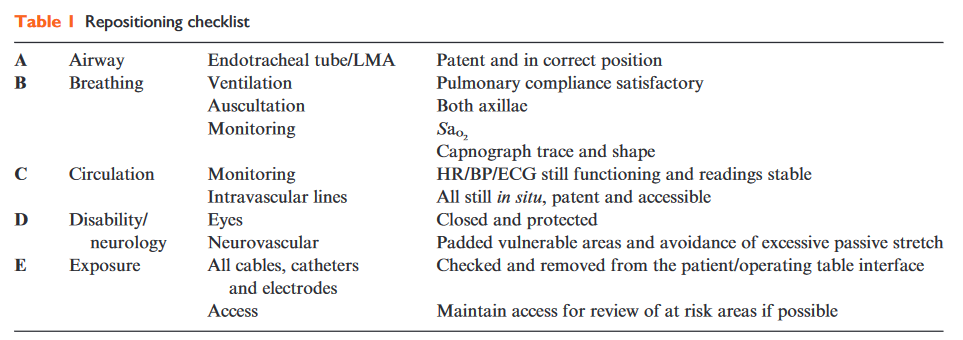 Table 1 Repositioning checklist
A Airway Endotracheal tube/LMA Patent and in correct position
B Breathing Ventilation Pulmonary compliance satisfactory
Auscultation Both axillae
Monitoring SaO₂
Capnograph trace and shape
C Circulation Monitoring HR/BP/ECG still functioning and readings stable
Intravascular lines All still in situ, patent and accessible
D Disability/ Eyes Closed and protected
neurology Neurovascular Padded vulnerable areas and avoidance of excessive passive stretch
E Exposure All cables, catheters Checked and removed from the patient/operating table interface
and electrodes
Access Maintain access for review of at risk areas if possible